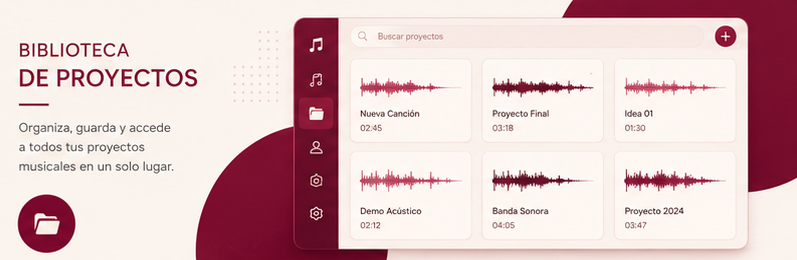 BIBLIOTECA
DE PROYECTOS
Organiza, guarda y accede
a todos tus proyectos
musicales en un solo lugar.
Buscar proyectos
Nueva Canción
02:45
Proyecto Final
03:18
Idea 01
01:30
Demo Acústico
02:12
Banda Sonora
04:05
Proyecto 2024
03:47